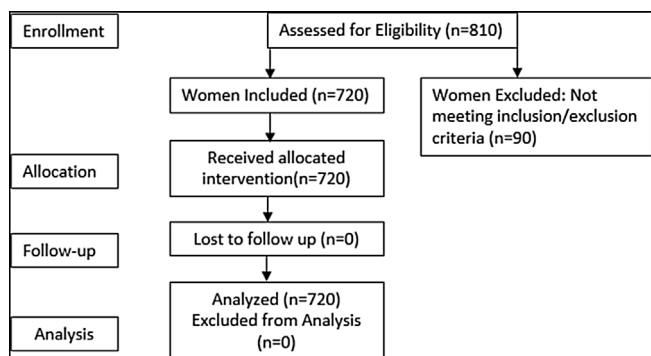 Enrollment
Assessed for Eligibility (n=810)
Women Included (n=720)
Women Excluded: Not
meeting inclusion/exclusion
criteria (n=90)
Allocation
Received allocated
intervention(n=720)
Follow-up
Lost to follow up (n=0)
Analysis
Analyzed (n=720)
Excluded from Analysis
(n=0)